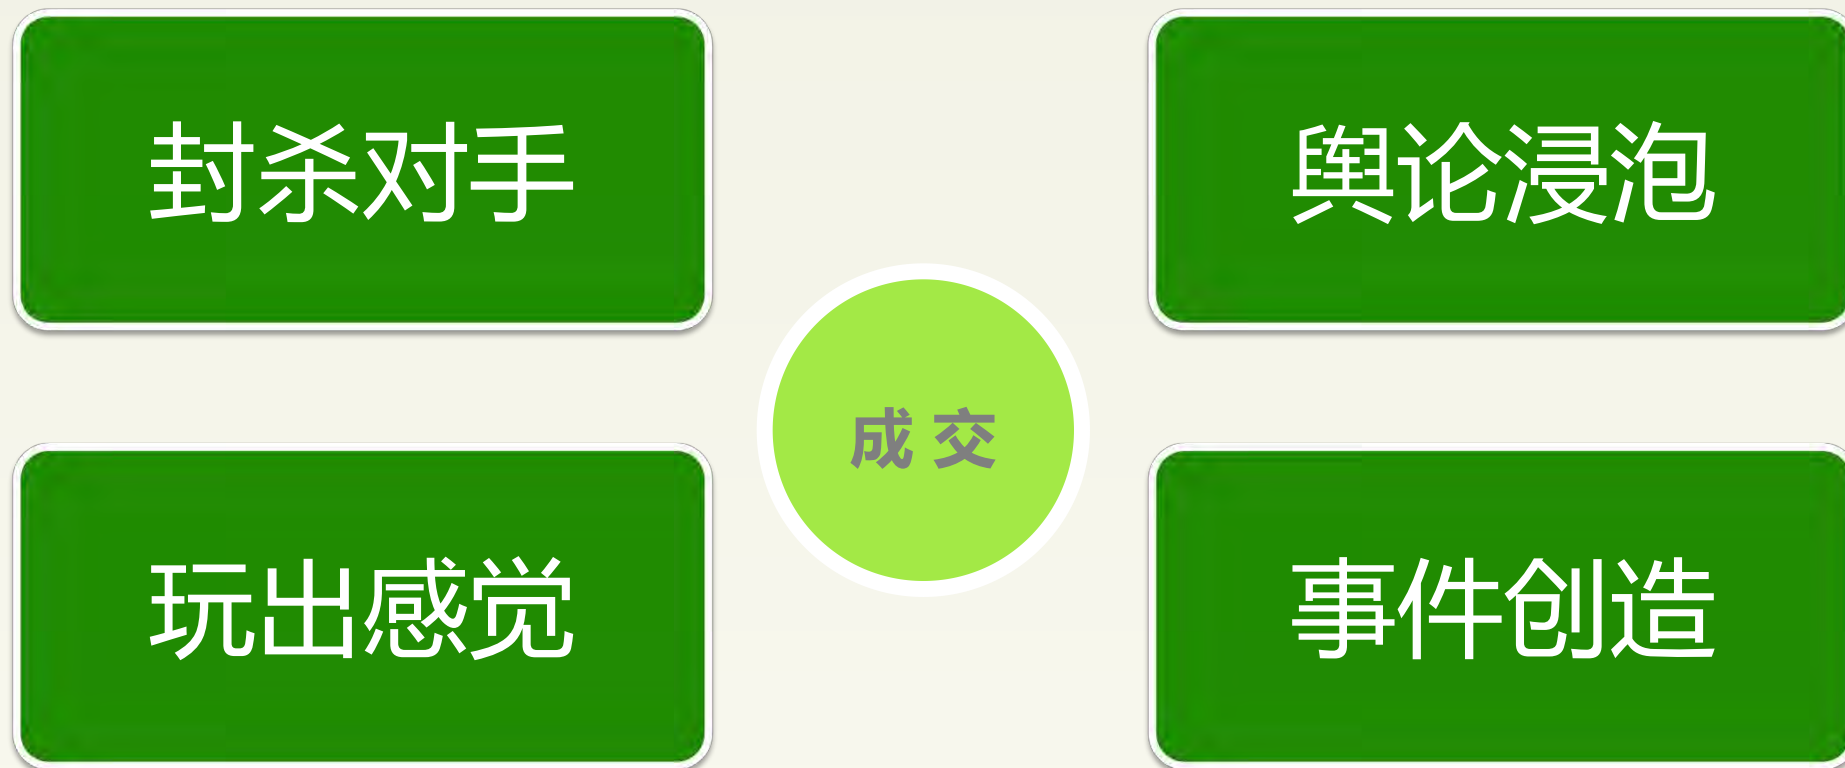 封杀对手
舆论浸泡
成交
玩出感觉
事件创造